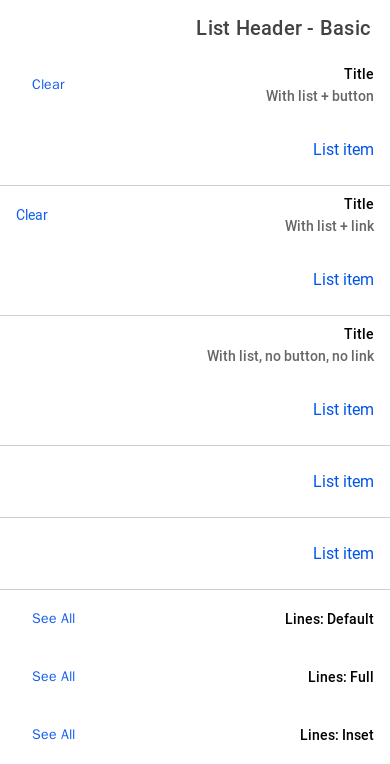 List Header - Basic
Title
With list + button
Clear
List item
Title
With list + link
Clear
List item
Title
With list, no button, no link
List item
List item
List item
Lines: Default
See All
Lines: Full
See All
Lines: Inset
See All